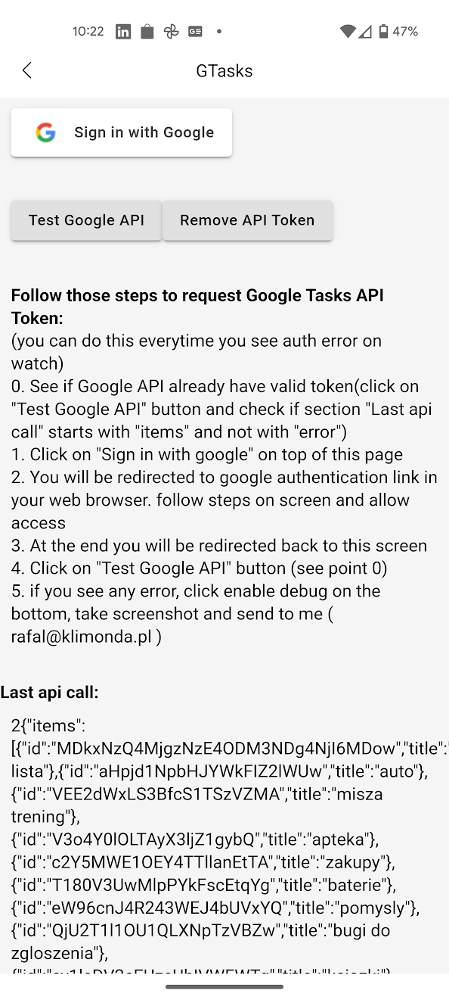 10:22
47%
GTasks
Sign in with Google
Test Google API
Remove API Token
Follow those steps to request Google Tasks API
Token:
(you can do this everytime you see auth error on
watch)
0. See if Google API already have valid token(click on
"Test Google API" button and check if section "Last api
call" starts with "items" and not with "error")
1. Click on "Sign in with google" on top of this page
2. You will be redirected to google authentication link in
your web browser. follow steps on screen and allow
access
3. At the end you will be redirected back to this screen
4. Click on "Test Google API" button (see point 0)
5. if you see any error, click enable debug on the
bottom, take screenshot and send to me (
rafal@klimonda.pl )
Last api call:
2{"items":
[{"id":"MDkxNzQ4MjgzNzE4ODM3NDg4NjI6MDow","title":"
lista"},{"id":"aHpjd1NpbHJYWkFIZ2lWUw","title":"auto"},
{"id":"VEE2dWxLS3BfcS1TSzVZMA","title":"misza
trening"},
{"id":"V3o4Y0lOLTAyX3ljZ1gybQ","title":"apteka"},
{"id":"c2Y5MWE1OEY4TTllanEtTA","title":"zakupy"},
{"id":"T180V3UwMlpPYkFscEtqYg","title":"baterie"},
{"id":"eW96cnJ4R243WEJ4bUVxYQ","title":"pomysly"},
{"id":"QjU2T1l1OU1QLXNpTzVBZw","title":"bugi do
zgloszenia"},